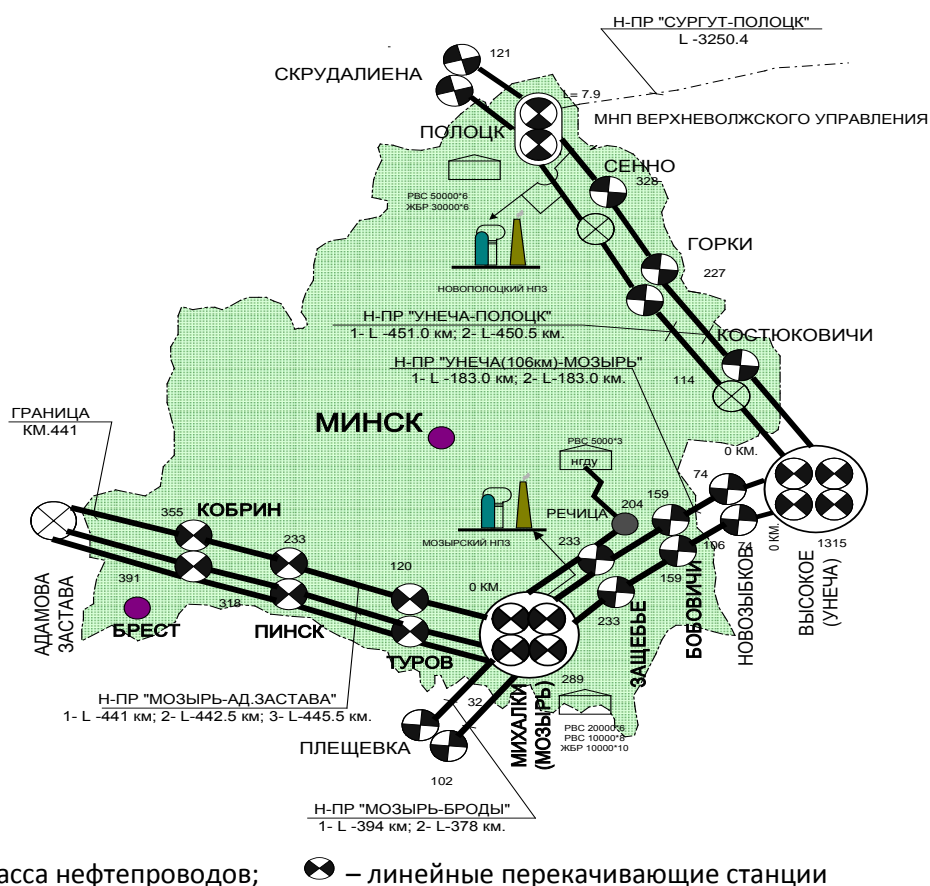 Н-ПР "СУРГУТ-ПОЛОЦК"
L -3250.4
121
СКРУДАЛИЕНА
L= 7.9
МНП ВЕРХНЕВОЛЖСКОГО УПРАВЛЕНИЯ
ПОЛОЦК
СЕННО
328
РВС 50000*6
ЖБР 30000*6
ГОРКИ
227
НОВОПОЛОЦКИЙ НПЗ
Н-ПР "УНЕЧА-ПОЛОЦК"
1- L -451.0 км; 2- L-450.5 км.
КОСТЮКОВИЧИ
Н-ПР "УНЕЧА(106км)-МОЗЫРЬ"
1- L -183.0 км; 2- L-183.0 км.
114
ГРАНИЦА
КМ.441
МИНСК
РВС 5000*3
нгду
0 КМ.
74
КОБРИН
355
159
РЕЧИЦА
204
МОЗЫРСКИЙ НПЗ
233
233
106
74
0 КМ.
1315
120
0 КМ.
159
391
318
233
АДАМОВА
ЗАСТАВА
БРЕСТ
ПИНСК
ТУРОВ
ЗАЩЕБЬЕ
БОБОВИЧИ
НОВОЗЫБКОВ
ВЫСОКОЕ
(УНЕЧА)
Н-ПР "МОЗЫРЬ-АД.ЗАСТАВА"
1- L -441 км; 2- L-442.5 км; 3- L-445.5 км.
32
289
МИХАЛКИ
(МОЗЫРЬ)
РВС 20000*6
РВС 10000*8
ЖБР 10000*10
ПЛЕЩЕВКА
102
Н-ПР "МОЗЫРЬ-БРОДЫ"
1- L -394 км; 2- L-378 км.
асса нефтепроводов; – линейные перекачивающие станции